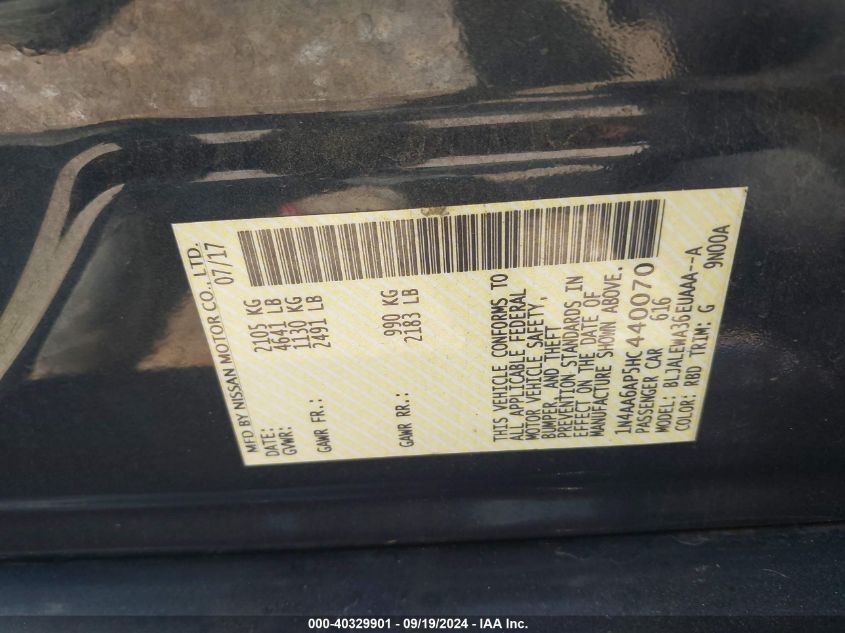 MFD BY NISSAN MOTOR CO., LTD.
DATE: 07/17
GVWR: 2105 KG
4641 LB
GAWR FR.: 1130 KG
2491 LB
GAWR RR.: 990 KG
2183 LB
THIS VEHICLE CONFORMS TO
ALL APPLICABLE FEDERAL
MOTOR VEHICLE SAFETY,
BUMPER, AND THEFT
PREVENTION STANDARDS IN
EFFECT ON THE DATE OF
MANUFACTURE SHOWN ABOVE.
1N4AA6AP5HC440070
PASSENGER CAR 616
MODEL: BLJALEWA36EUAAA--A
COLOR: RBD TRIM: G 9N00A
000-40329901 - 09/19/2024 - IAA Inc.